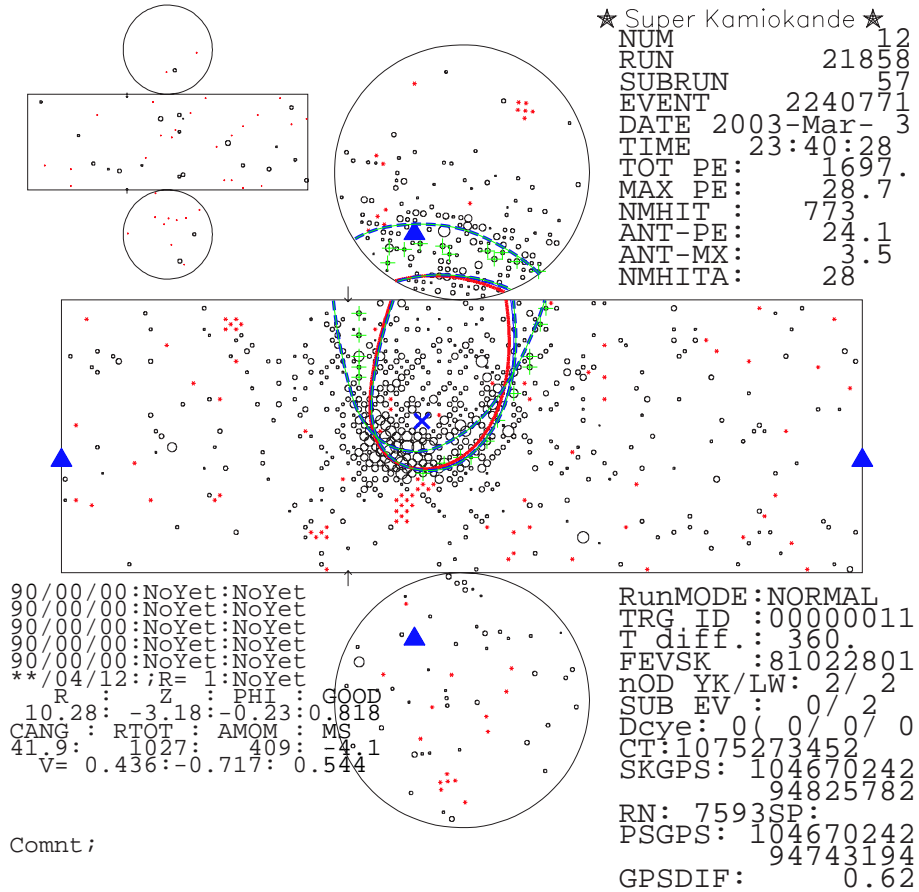 Super Kamiokande
NUM 12
RUN 21858
SUBRUN 57
EVENT 2240771
DATE 2003-Mar- 3
TIME 23:40:28
TOT PE: 1697.
MAX PE: 28.7
NMHIT : 773
ANT-PE: 24.1
ANT-MX: 3.5
NMHITA: 28
90/00/00:NoYet:NoYet
90/00/00:NoYet:NoYet
90/00/00:NoYet:NoYet
90/00/00:NoYet:NoYet
90/00/00:NoYet:NoYet
**/04/12:;R= 1:NoYet
R : Z : PHI : GOOD
10.28: -3.18:-0.23:0.818
CANG : RTOT : AMOM : MS
41.9: 1027: 409: -4.1
V= 0.436:-0.717: 0.544
Comnt;
RunMODE:NORMAL
TRG ID :00000011
T diff.: 360.
FEVSK :81022801
nOD YK/LW: 2/ 2
SUB EV : 0/ 2
Dcye: 0( 0/ 0/ 0
CT:1075273452
SKGPS: 104670242
94825782
RN: 7593SP:
PSGPS: 104670242
94743194
GPSDIF: 0.62